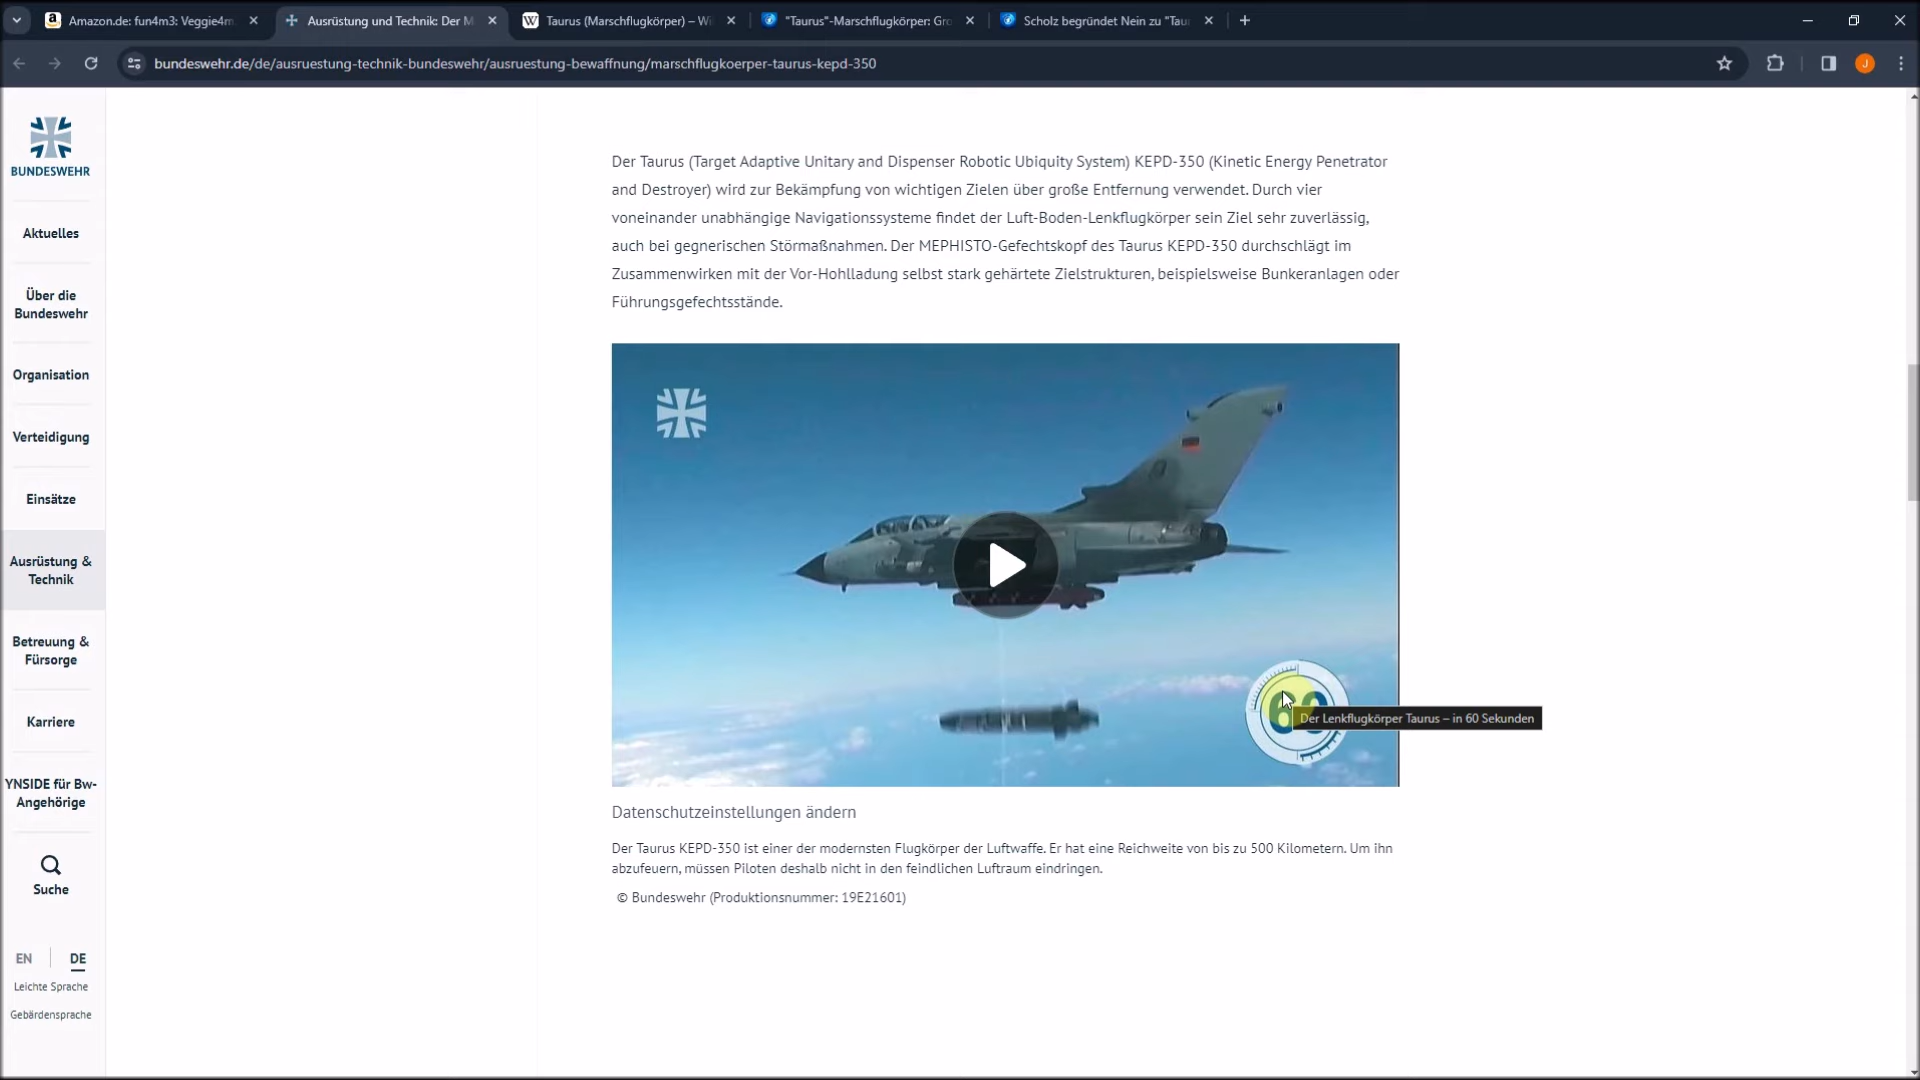 Amazon.de: fun4m3: Veggie4m
Ausrüstung und Technik: Der M
Taurus (Marschflugkörper) – Wi
"Taurus"-Marschflugkörper: Gro
Scholz begründet Nein zu "Tau
bundeswehr.de/de/ausruestung-technik-bundeswehr/ausruestung-bewaffnung/marschflugkoerper-taurus-kepd-350
J
BUNDESWEHR
Aktuelles
Über die
Bundeswehr
Organisation
Verteidigung
Einsätze
Ausrüstung &
Technik
Betreuung &
Fürsorge
Karriere
YNSIDE für Bw-
Angehörige
Suche
EN
DE
Leichte Sprache
Gebärdensprache
Der Taurus (Target Adaptive Unitary and Dispenser Robotic Ubiquity System) KEPD-350 (Kinetic Energy Penetrator
and Destroyer) wird zur Bekämpfung von wichtigen Zielen über große Entfernung verwendet. Durch vier
voneinander unabhängige Navigationssysteme findet der Luft-Boden-Lenkflugkörper sein Ziel sehr zuverlässig,
auch bei gegnerischen Störmaßnahmen. Der MEPHISTO-Gefechtskopf des Taurus KEPD-350 durchschlägt im
Zusammenwirken mit der Vor-Hohlladung selbst stark gehärtete Zielstrukturen, beispielsweise Bunkeranlagen oder
Führungsgefechtsstände.
60
Der Lenkflugkörper Taurus – in 60 Sekunden
Datenschutzeinstellungen ändern
Der Taurus KEPD-350 ist einer der modernsten Flugkörper der Luftwaffe. Er hat eine Reichweite von bis zu 500 Kilometern. Um ihn
abzufeuern, müssen Piloten deshalb nicht in den feindlichen Luftraum eindringen.
© Bundeswehr (Produktionsnummer: 19E21601)